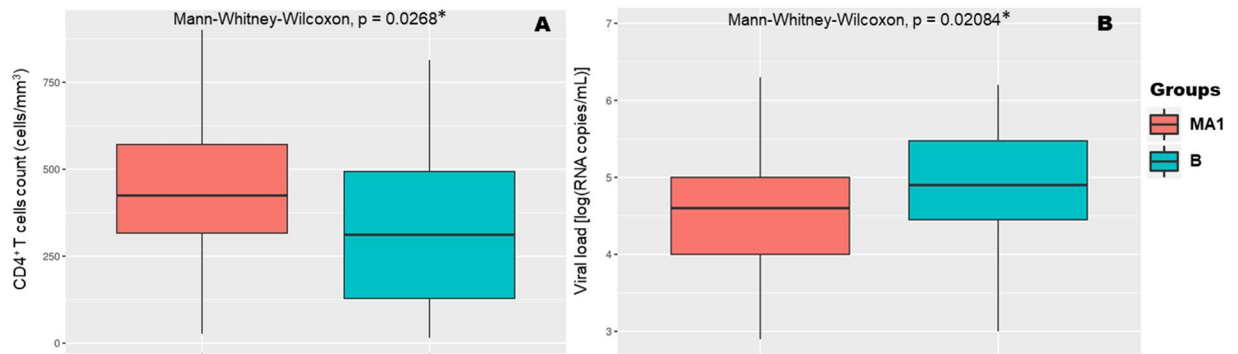 Mann-Whitney-Wilcoxon, p = 0.0268*
A
CD4⁺T cells count (cells/mm³)
750
500
250
0
Mann-Whitney-Wilcoxon, p = 0.02084*
B
Viral load [log(RNA copies/mL)]
7
6
5
4
3
Groups
MA1
B